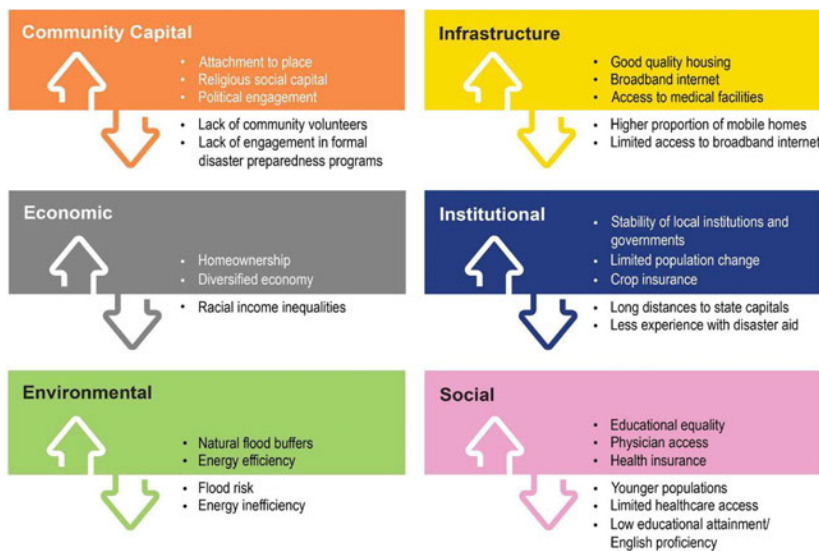 Community Capital
• Attachment to place
• Religious social capital
• Political engagement
• Lack of community volunteers
• Lack of engagement in formal
disaster preparedness programs
Infrastructure
• Good quality housing
• Broadband internet
• Access to medical facilities
• Higher proportion of mobile homes
• Limited access to broadband internet
Economic
• Homeownership
• Diversified economy
• Racial income inequalities
Institutional
• Stability of local institutions and
governments
• Limited population change
• Crop insurance
• Long distances to state capitals
• Less experience with disaster aid
Environmental
• Natural flood buffers
• Energy efficiency
• Flood risk
• Energy inefficiency
Social
• Educational equality
• Physician access
• Health insurance
• Younger populations
• Limited healthcare access
• Low educational attainment/
English proficiency